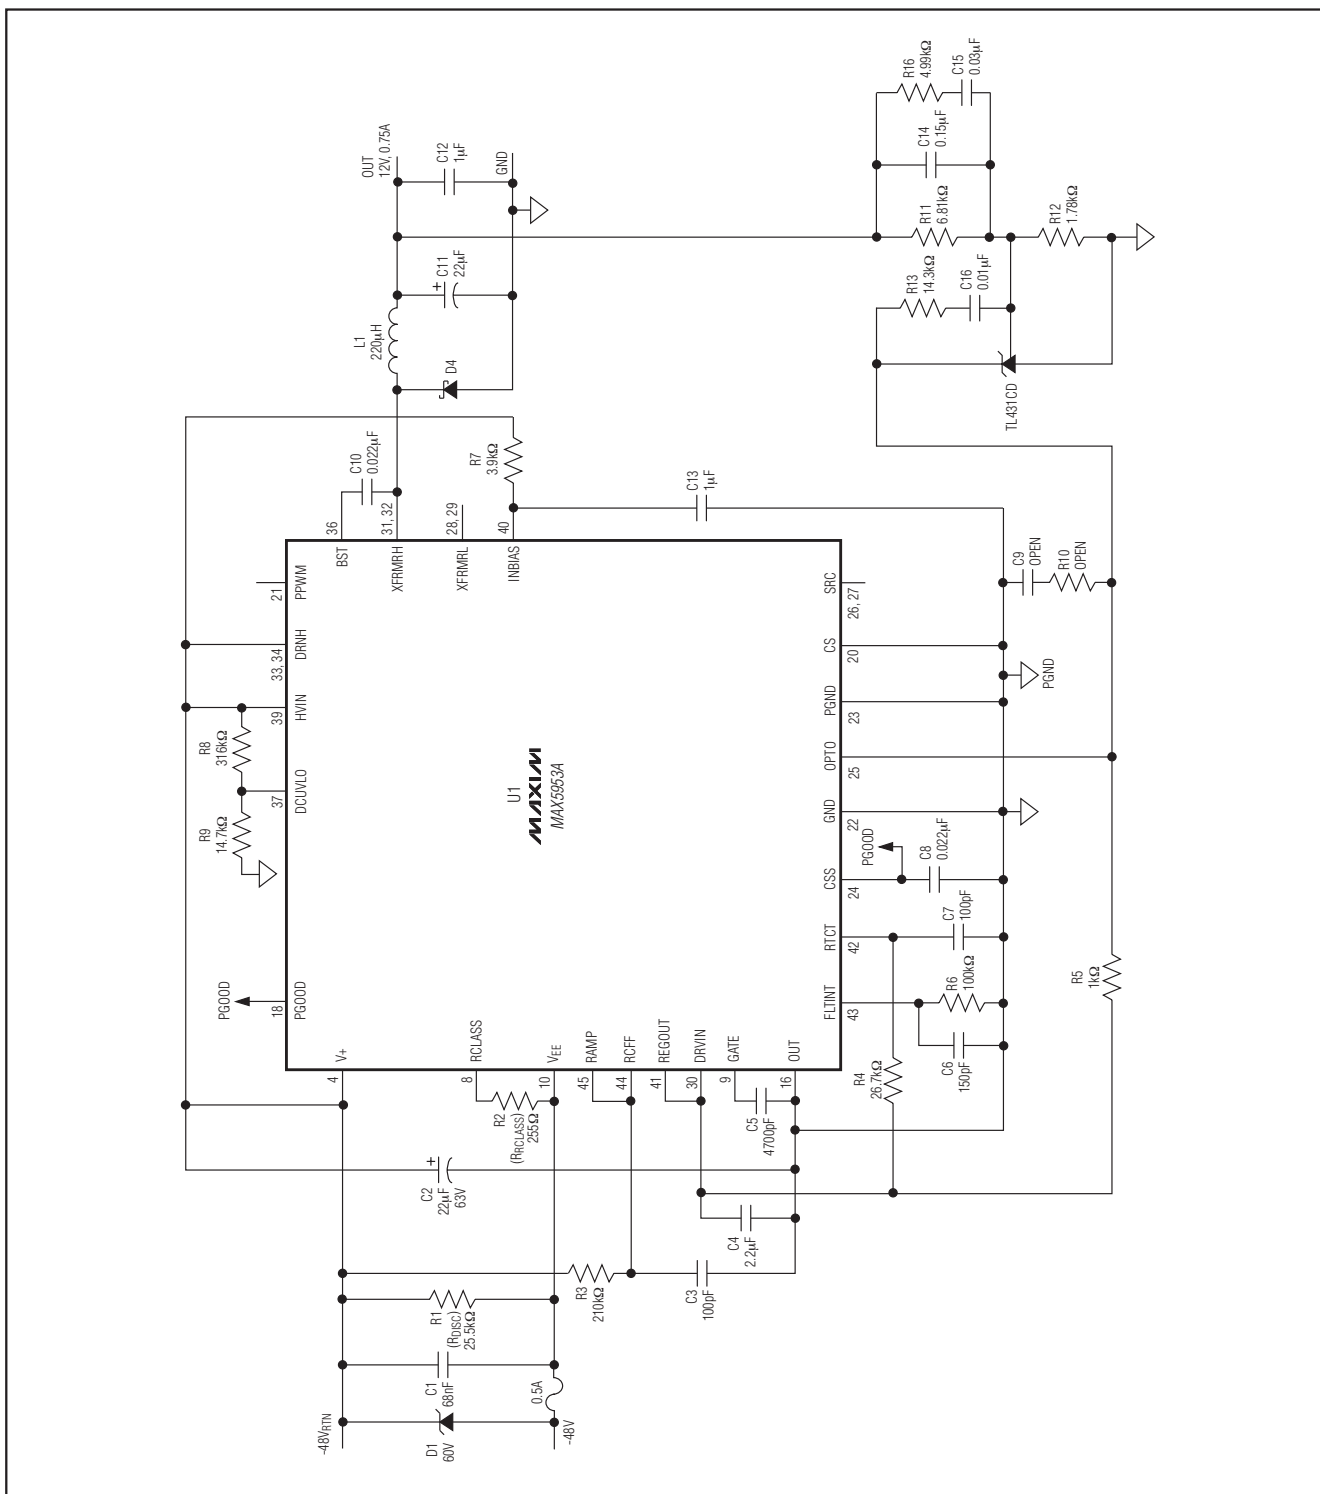 -48VRTN
D1
60V
-48V
0.5A
C1
68nF
R1
(RDISC)
25.5kΩ
R3
210kΩ
C3
100pF
C4
2.2µF
C2
22µF
63V
R2
(RRCLASS)
255Ω
C5
4700pF
4
V+
8
RCLASS
10
VEE
45
RAMP
44
RCFF
41
REGOUT
30
DRVIN
9
GATE
16
OUT
PGOOD
18
PGOOD
R9
14.7kΩ
R8
316kΩ
37
DCUVLO
39
HVIN
33, 34
DRNH
21
PPWM
U1
MAXIM
MAX5953A
36
BST
31, 32
XFRMRH
28, 29
XFRMRL
40
INBIAS
FLTINT
43
RTCT
42
CSS
24
GND
22
OPTO
25
PGND
23
CS
20
SRC
26, 27
R4
26.7kΩ
C6
150pF
R6
100kΩ
C7
100pF
PGOOD
C8
0.022µF
R5
1kΩ
PGND
C9
OPEN
R10
OPEN
C10
0.022µF
R7
3.9kΩ
C13
1µF
L1
220µH
D4
C11
22µF
+
+
C12
1µF
OUT
12V, 0.75A
GND
TL431CD
R13
14.3kΩ
C16
0.01µF
R11
6.81kΩ
R12
1.78kΩ
C14
0.15µF
R16
4.99kΩ
C15
0.03µF